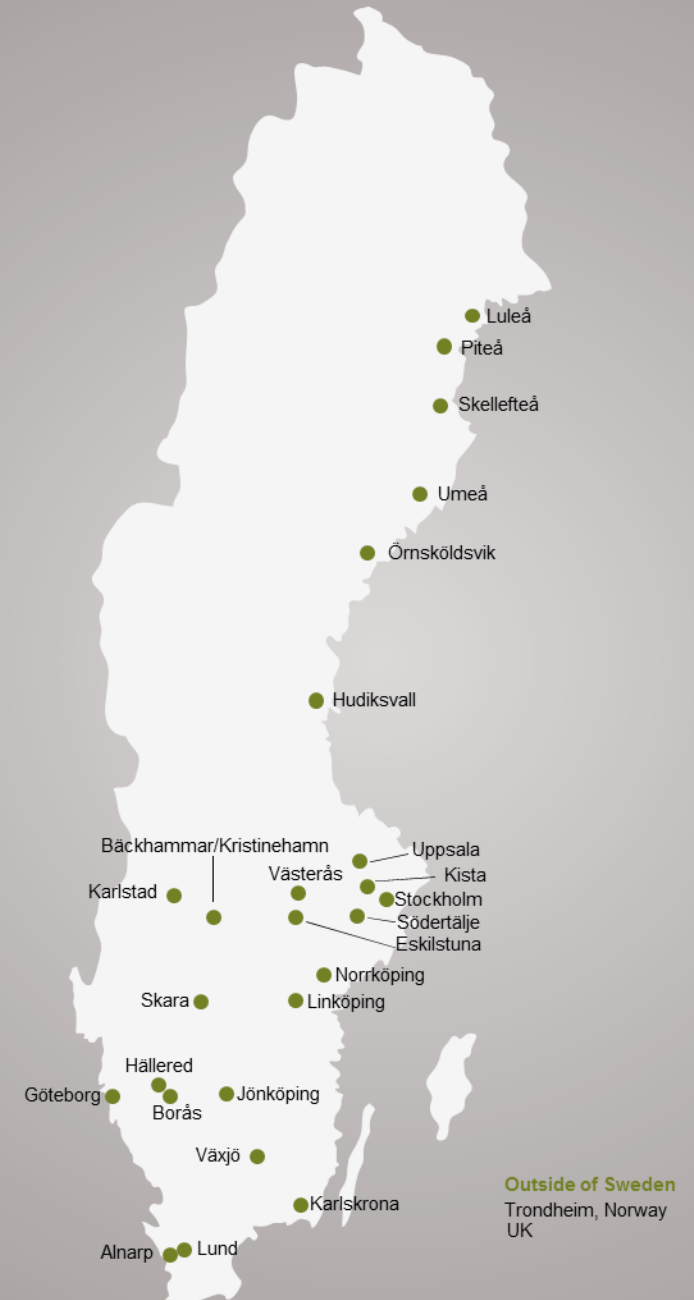 Luleå
Piteå
Skellefteå
Umeå
Örnsköldsvik
Hudiksvall
Bäckhammar/Kristinehamn
Uppsala
Västerås
Kista
Karlstad
Stockholm
Södertälje
Eskilstuna
Norrköping
Skara
Linköping
Hällered
Göteborg
Jönköping
Borås
Växjö
Outside of Sweden
Karlskrona
Trondheim, Norway
UK
Lund
Alnarp